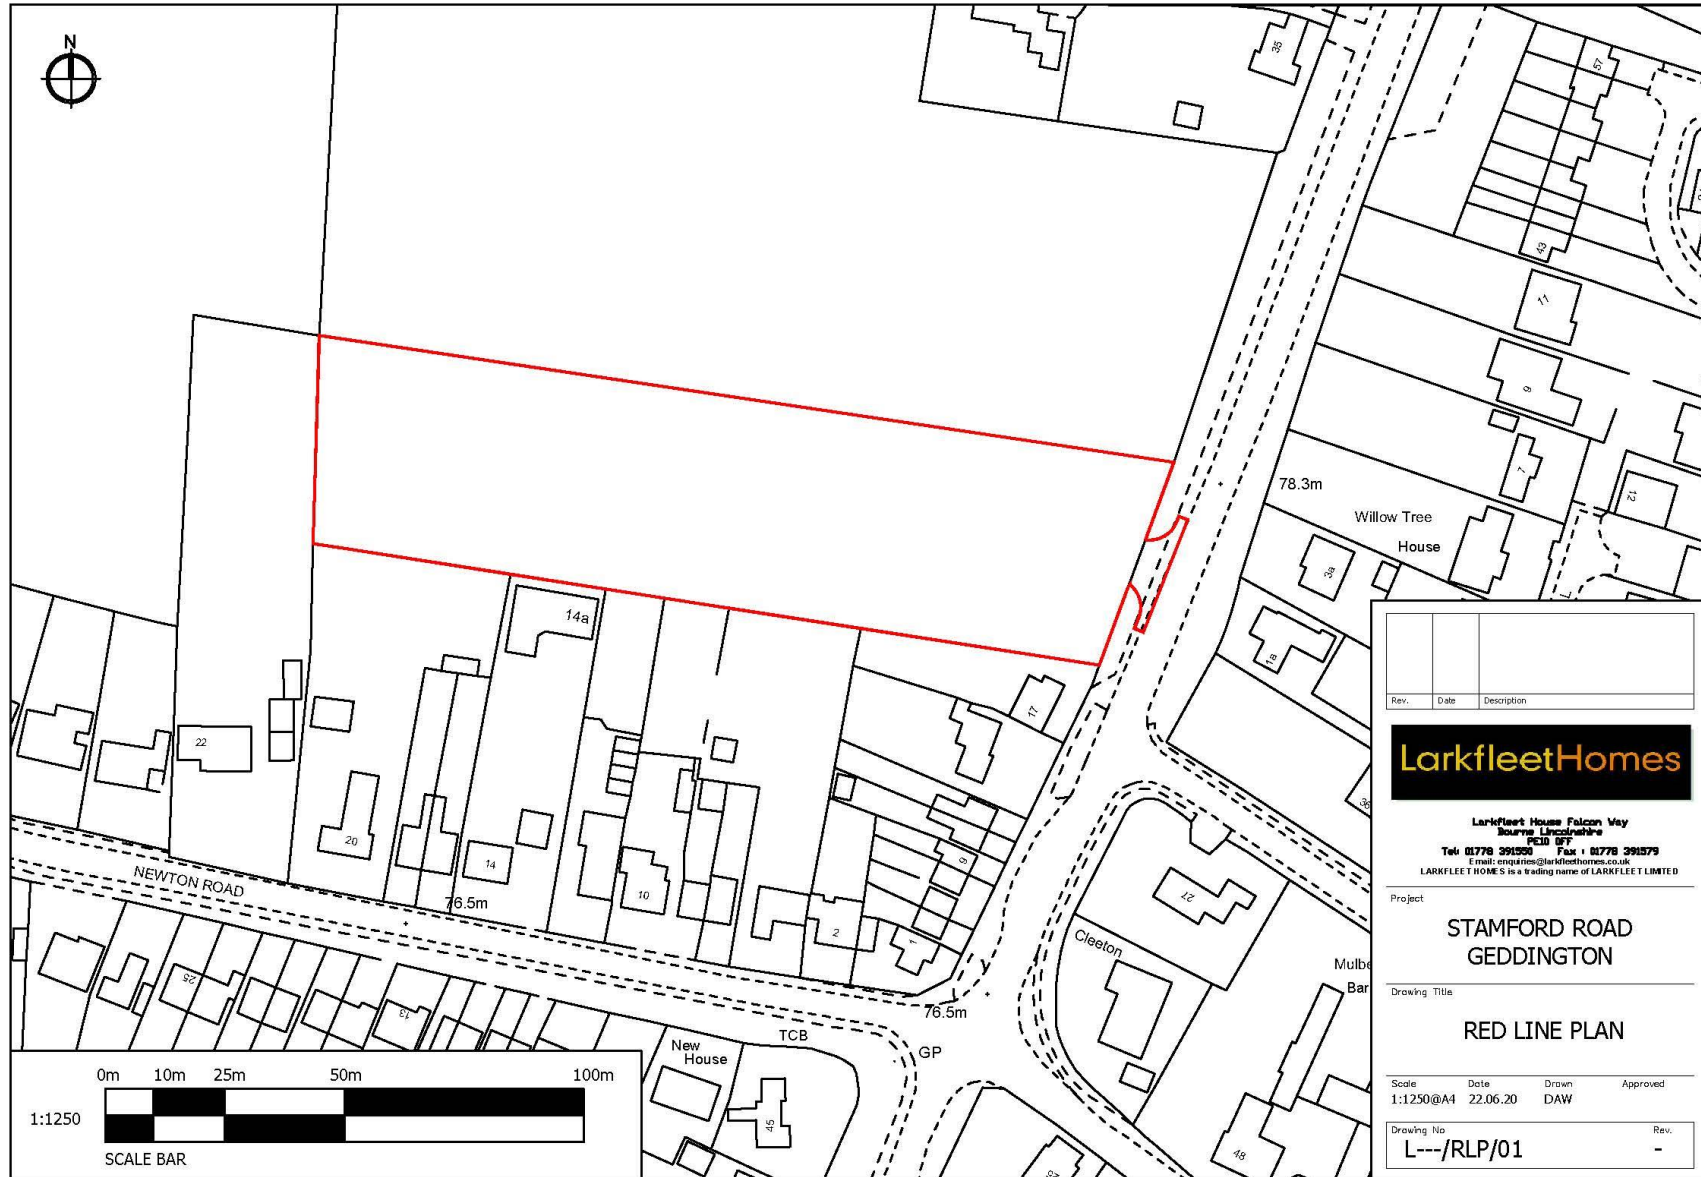 N
35
57
43
11
9
7
12
78.3m
Willow Tree
House
3a
1a
L
14a
17
22
20
14
10
2
1
9
36
27
NEWTON ROAD
76.5m
Cleeton
Mulbe
Bar
25
13
76.5m
TCB
GP
New
House
45
48
0m 10m 25m 50m 100m
1:1250
SCALE BAR
Rev. Date Description
LarkfleetHomes
Larkfleet House Falcon Way
Bourne Lincolnshire
PE10 0FF
Tel: 01778 391550 Fax : 01778 391579
Email: enquiries@larkfleethomes.co.uk
LARKFLEET HOMES is a trading name of LARKFLEET LIMITED
Project
STAMFORD ROAD
GEDDINGTON
Drawing Title
RED LINE PLAN
Scale Date Drawn Approved
1:1250@A4 22.06.20 DAW
Drawing No Rev.
L---/RLP/01 -